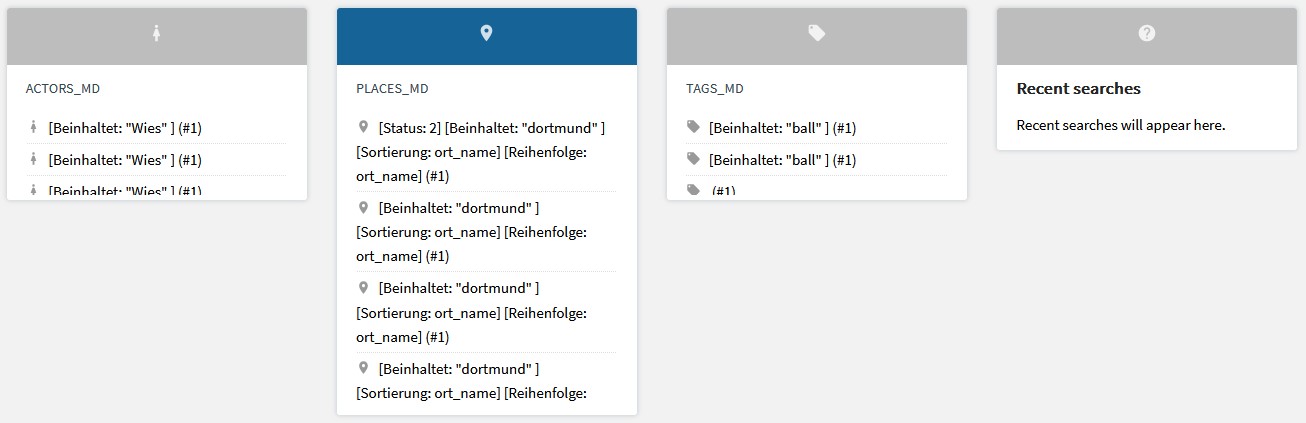 ACTORS_MD
[Beinhaltet: "Wies" ] (#1)
[Beinhaltet: "Wies" ] (#1)
[Beinhaltet: "Wies" ] (#1)
PLACES_MD
[Status: 2] [Beinhaltet: "dortmund" ]
[Sortierung: ort_name] [Reihenfolge:
ort_name] (#1)
[Beinhaltet: "dortmund" ]
[Sortierung: ort_name] [Reihenfolge:
ort_name] (#1)
[Beinhaltet: "dortmund" ]
[Sortierung: ort_name] [Reihenfolge:
ort_name] (#1)
[Beinhaltet: "dortmund" ]
[Sortierung: ort_name] [Reihenfolge:
TAGS_MD
[Beinhaltet: "ball" ] (#1)
[Beinhaltet: "ball" ] (#1)
(#1)
Recent searches
Recent searches will appear here.